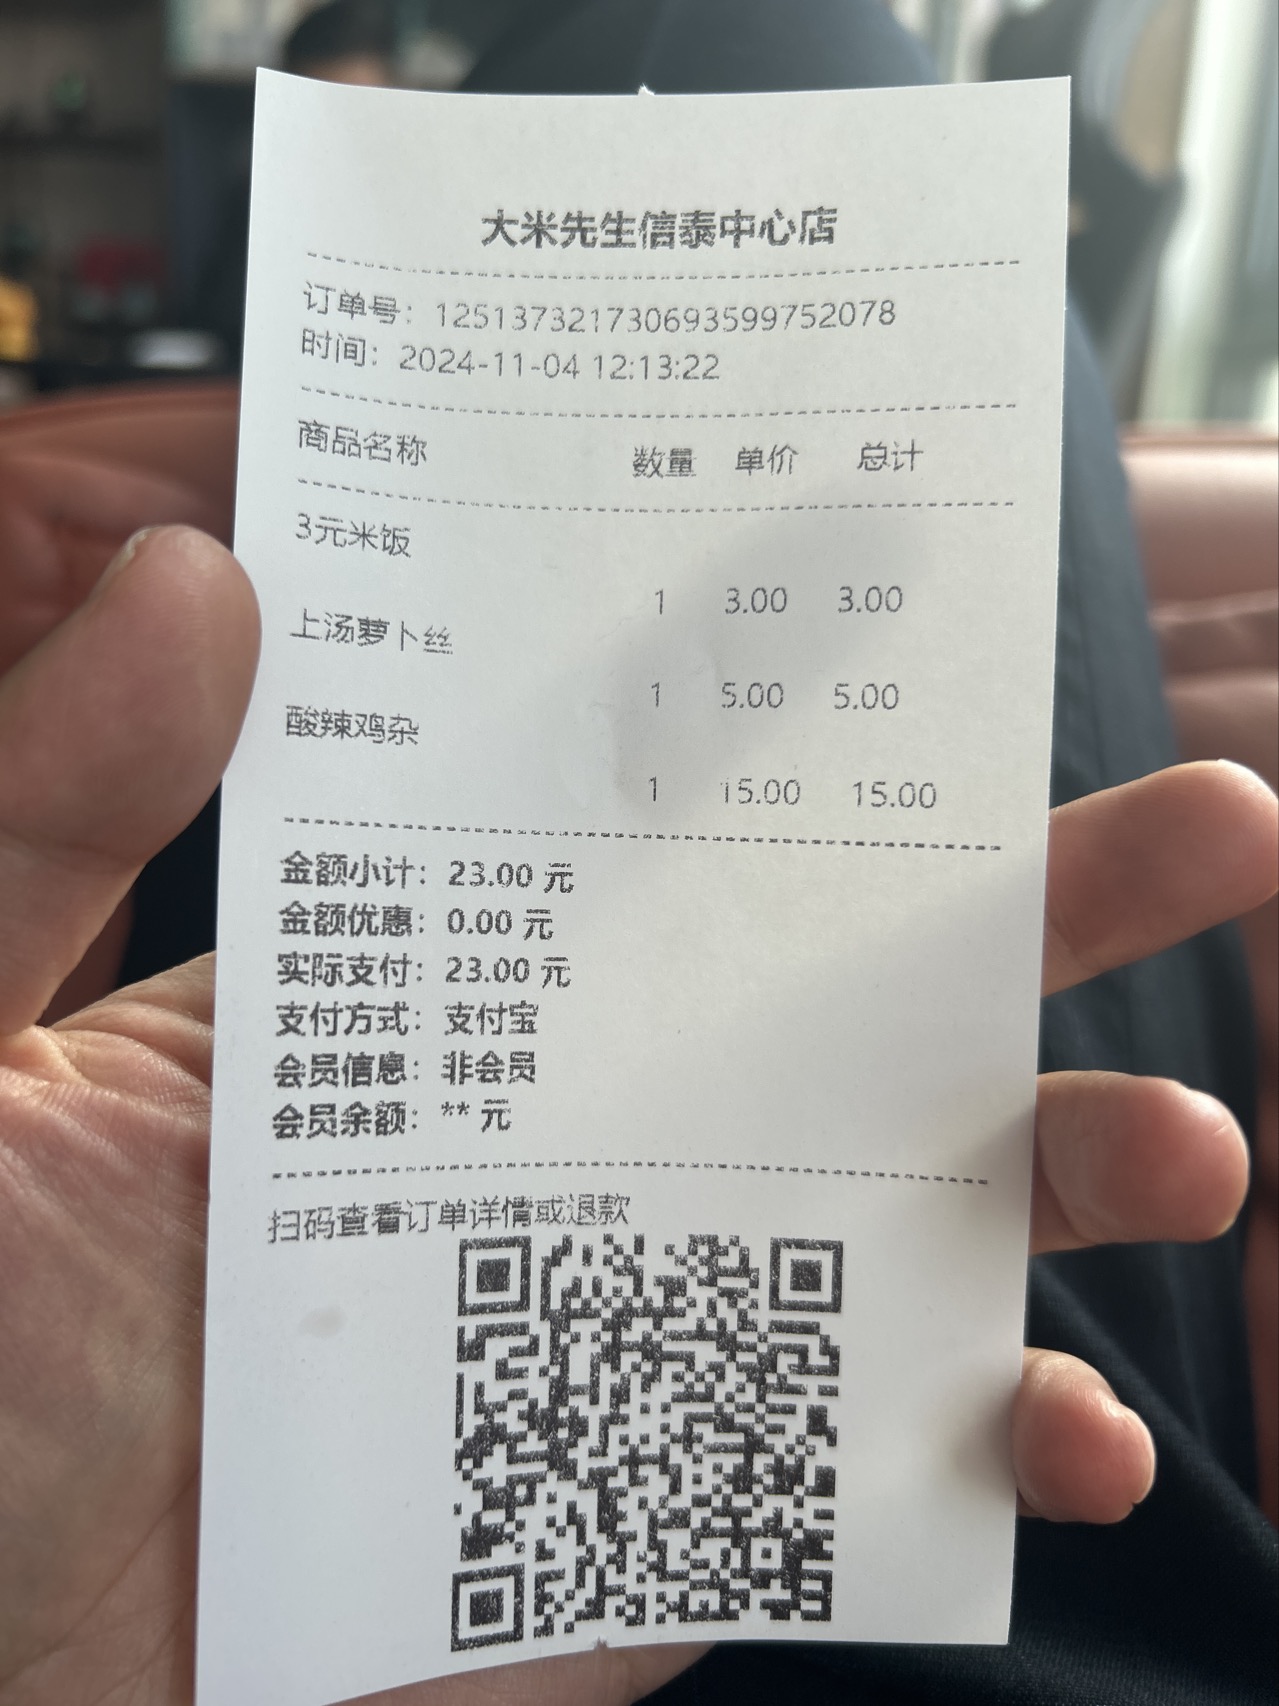 大米先生信泰中心店
订单号：1251373217306935997520​78
时间：2024-11-04 12:13:22
商品名称 数量 单价 总计
3元米饭
1 3.00 3.00
上汤萝卜丝
1 5.00 5.00
酸辣鸡杂
1 15.00 15.00
金额小计：23.00 元
金额优惠：0.00 元
实际支付：23.00 元
支付方式：支付宝
会员信息：非会员
会员余额：** 元
扫码查看订单详情或退款